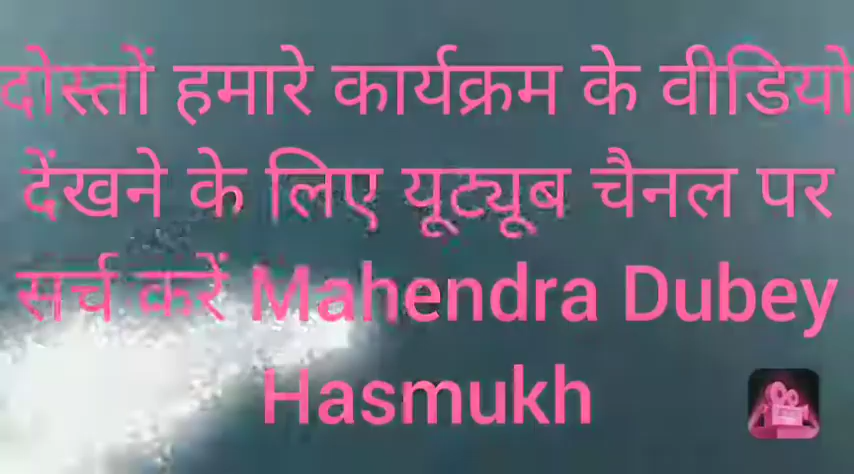 दोस्तों हमारे कार्यक्रम के वीडियो
देंखने के लिए यूट्यूब चैनल पर
सर्च करें Mahendra Dubey
Hasmukh